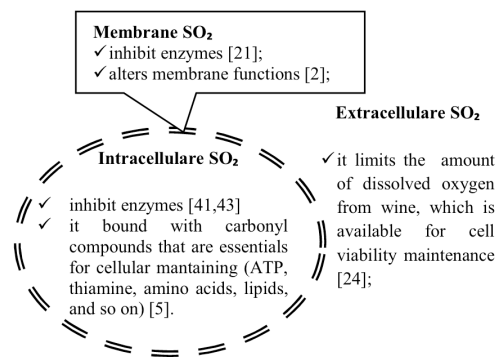 Membrane SO₂
✓ inhibit enzymes [21];
✓ alters membrane functions [2];
Extracellulare SO₂
✓ it limits the amount
of dissolved oxygen
from wine, which is
available for cell
viability maintenance
[24];
Intracellulare SO₂
✓ inhibit enzymes [41,43]
✓ it bound with carbonyl
compounds that are essentials
for cellular mantaining (ATP,
thiamine, amino acids, lipids,
and so on) [5].